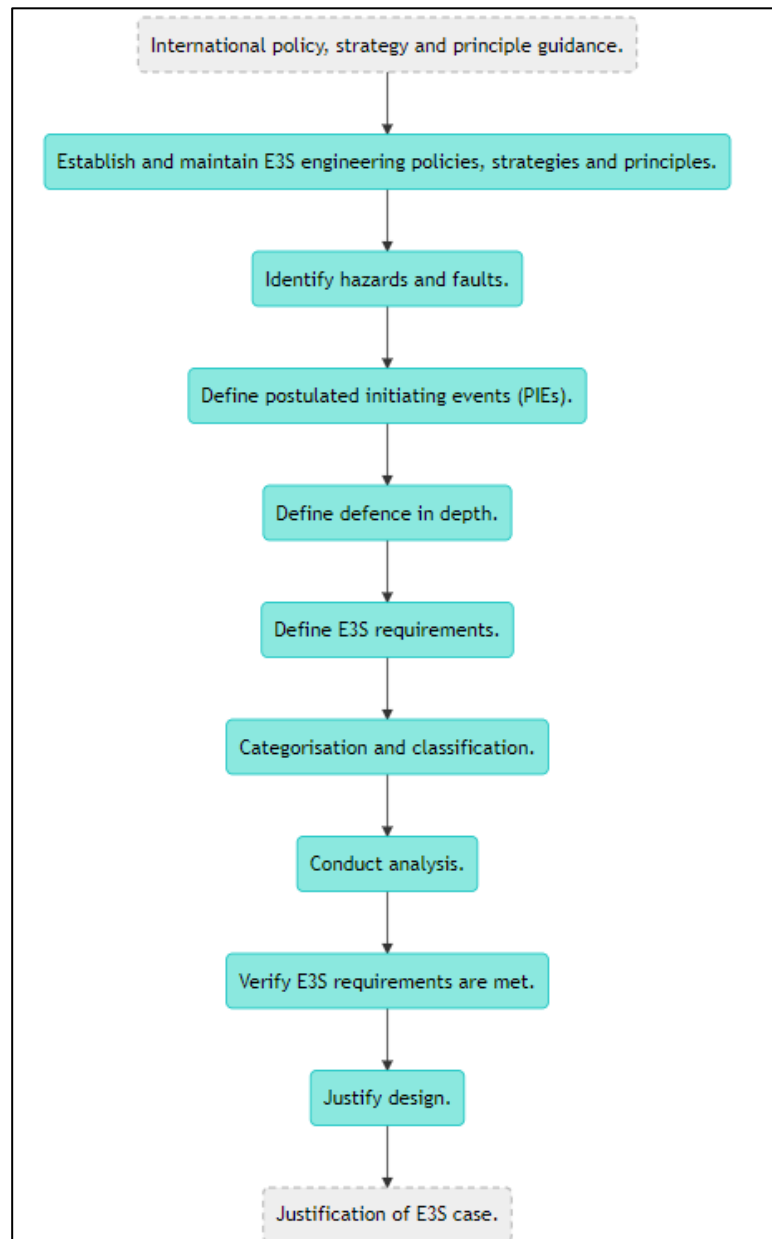 International policy, strategy and principle guidance.
Establish and maintain E3S engineering policies, strategies and principles.
Identify hazards and faults.
Define postulated initiating events (PIEs).
Define defence in depth.
Define E3S requirements.
Categorisation and classification.
Conduct analysis.
Verify E3S requirements are met.
Justify design.
Justification of E3S case.